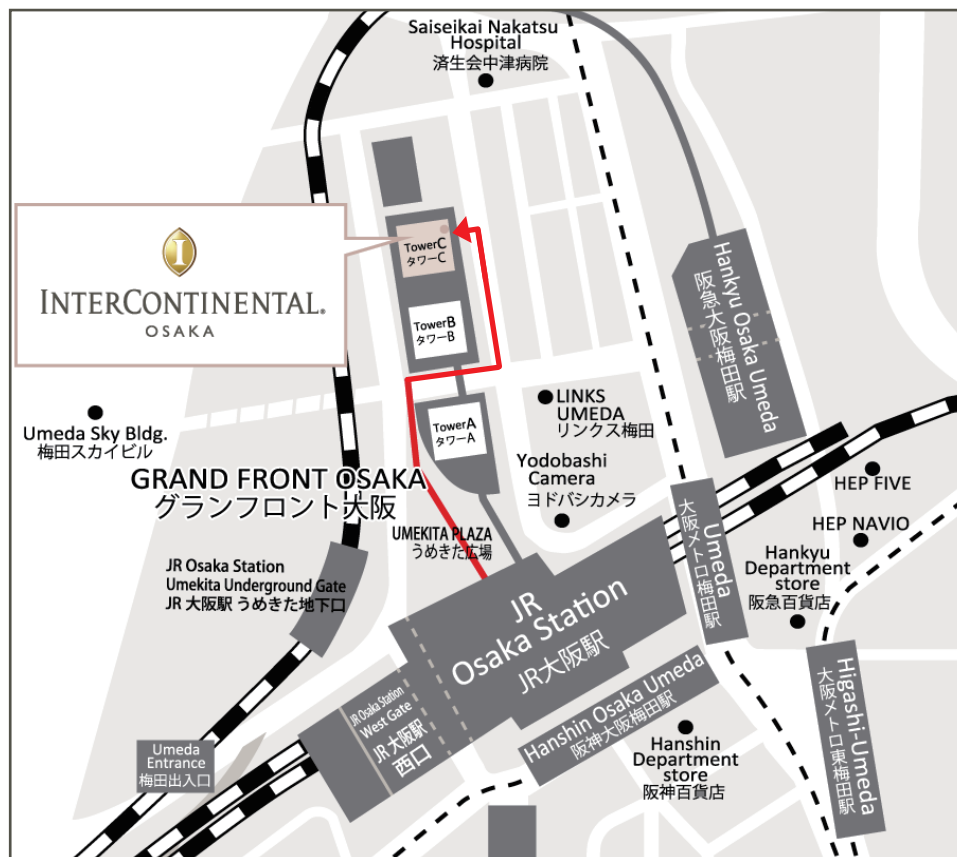 Saiseikai Nakatsu
Hospital
済生会中津病院
INTERCONTINENTAL®
OSAKA
TowerC
タワーC
TowerB
タワーB
TowerA
タワーA
Hankyu Osaka Umeda
阪急大阪梅田駅
LINKS
UMEDA
リンクス梅田
Umeda Sky Bldg.
梅田スカイビル
GRAND FRONT OSAKA
グランフロント大阪
Yodobashi
Camera
ヨドバシカメラ
HEP FIVE
HEP NAVIO
UMEKITA PLAZA
うめきた広場
JR Osaka Station
Umekita Underground Gate
JR 大阪駅 うめきた地下口
Umeda
大阪メトロ梅田駅
Hankyu
Department
store
阪急百貨店
JR
Osaka Station
JR大阪駅
JR Osaka Station
West Gate
JR大阪駅
西口
Hanshin Osaka Umeda
阪神大阪梅田駅
Higashi-Umeda
大阪メトロ東梅田駅
Umeda
Entrance
梅田出入口
Hanshin
Department
store
阪神百貨店